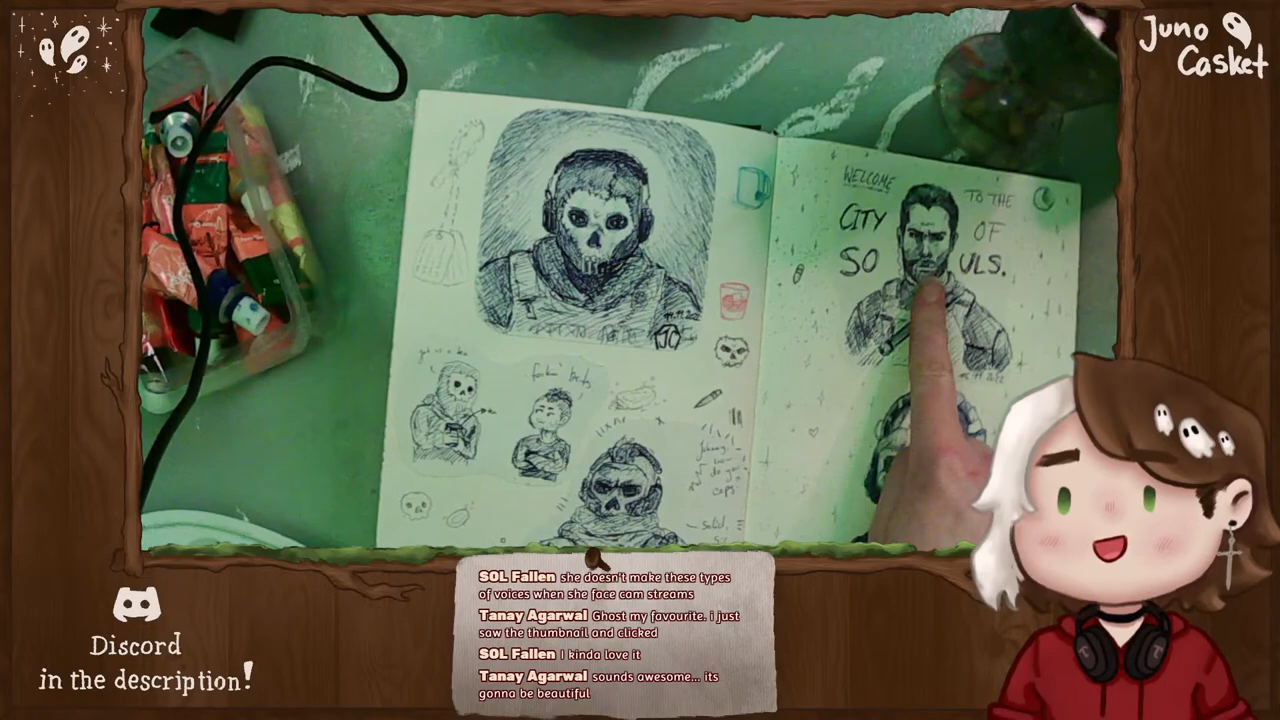 Juno
Casket
WELCOME
TO THE
CITY
OF
SO
ULS.
Discord
in the description!
SOL Fallen she doesn't make these types
of voices when she face cam streams
Tanay Agarwal Ghost my favourite. i just
saw the thumbnail and clicked
SOL Fallen I kinda love it
Tanay Agarwal sounds awesome... its
gonna be beautiful